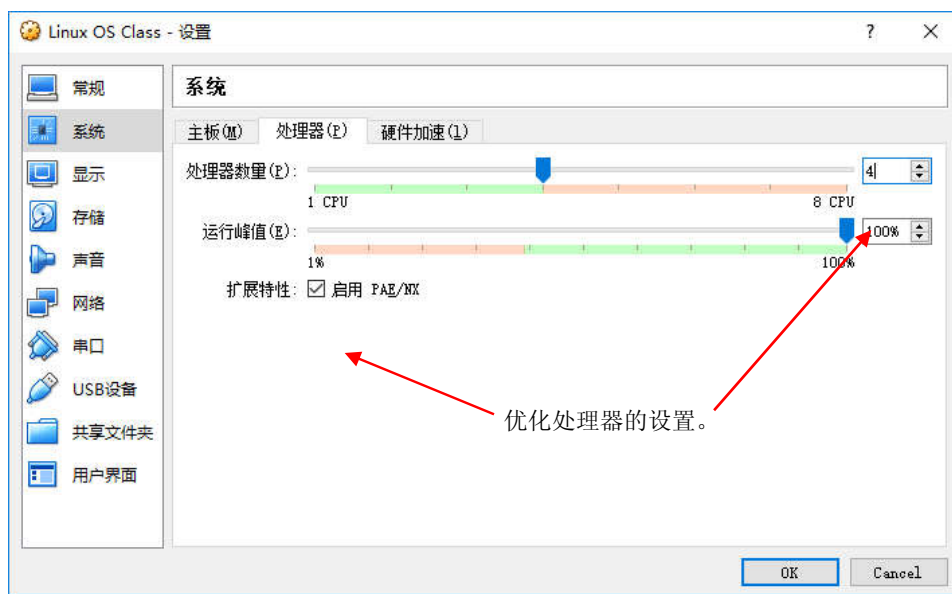 Linux OS Class - 设置 ?
常规
系统
显示
存储
声音
网络
串口
USB设备
共享文件夹
用户界面
系统
主板(M) 处理器(P) 硬件加速(l)
处理器数量(P): 4
1 CPU 8 CPU
运行峰值(E): 100%
1% 100%
扩展特性: 启用 PAE/NX
优化处理器的设置。
OK Cancel